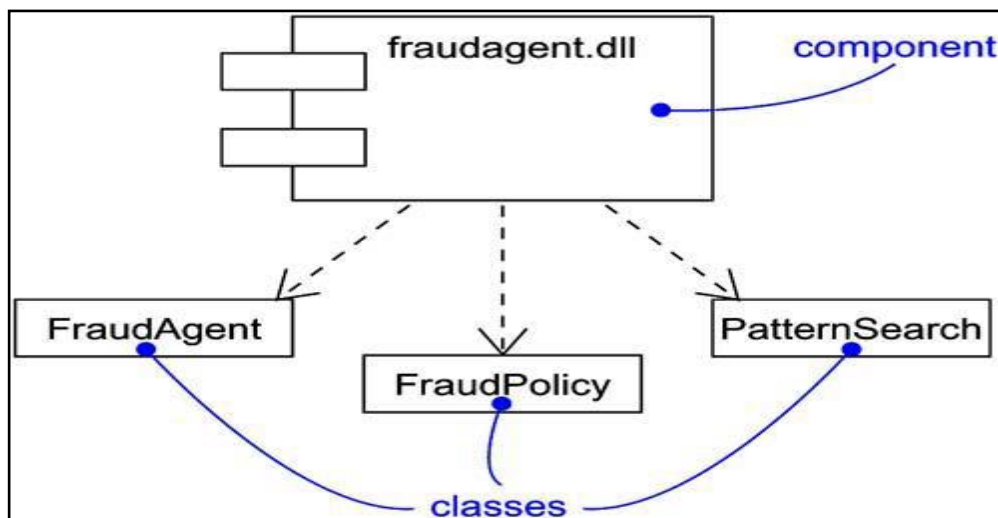 fraudagent.dll
component
FraudAgent
PatternSearch
FraudPolicy
classes